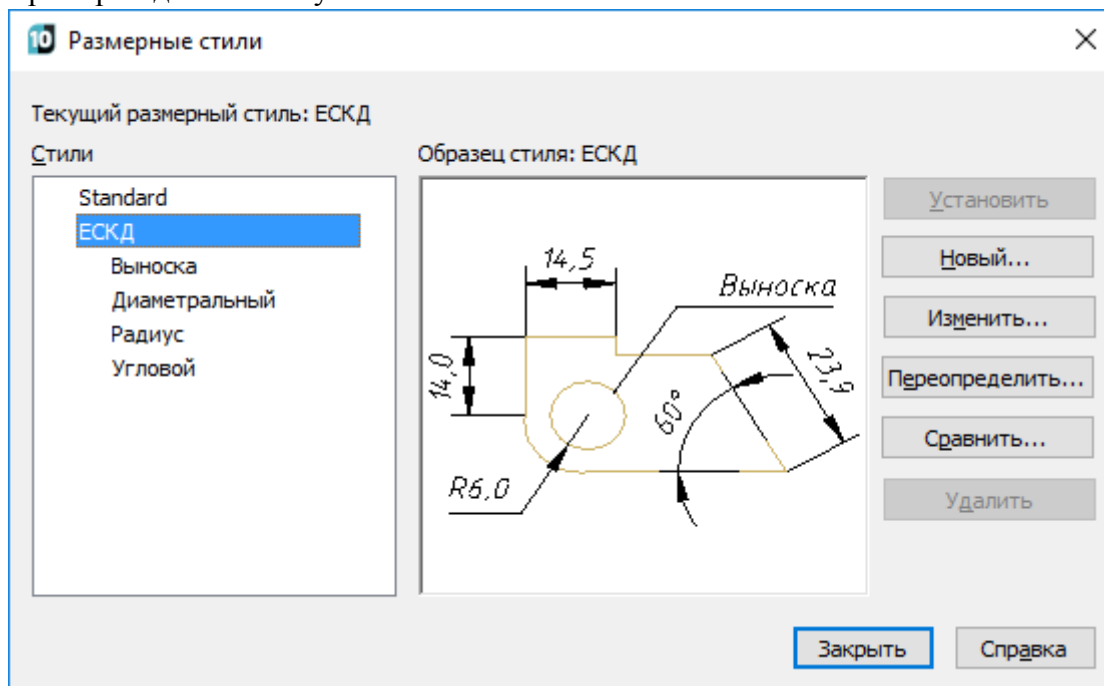 10 Размерные стили
Текущий размерный стиль: ЕСКД
Стили
Образец стиля: ЕСКД
Standard
ЕСКД
Выноска
Диаметральный
Радиус
Угловой
14,5
Выноска
14,0
23,9
60°
R6,0
Установить
Новый...
Изменить...
Переопределить...
Сравнить...
Удалить
Закрыть
Справка